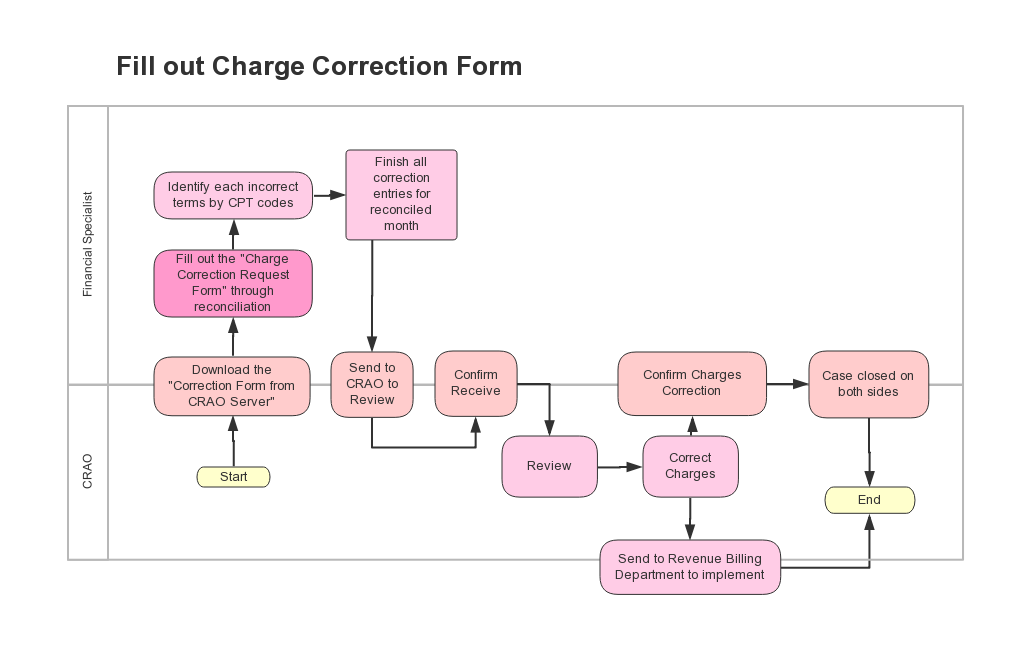 Fill out Charge Correction Form
Financial Specialist
Finish all
correction
entries for
reconciled
month
Identify each incorrect
terms by CPT codes
Fill out the "Charge
Correction Request
Form" through
reconciliation
Download the
"Correction Form from
CRAO Server"
Send to
CRAO to
Review
Confirm
Receive
Confirm Charges
Correction
Case closed on
both sides
CRAO
Start
Review
Correct
Charges
End
Send to Revenue Billing
Department to implement